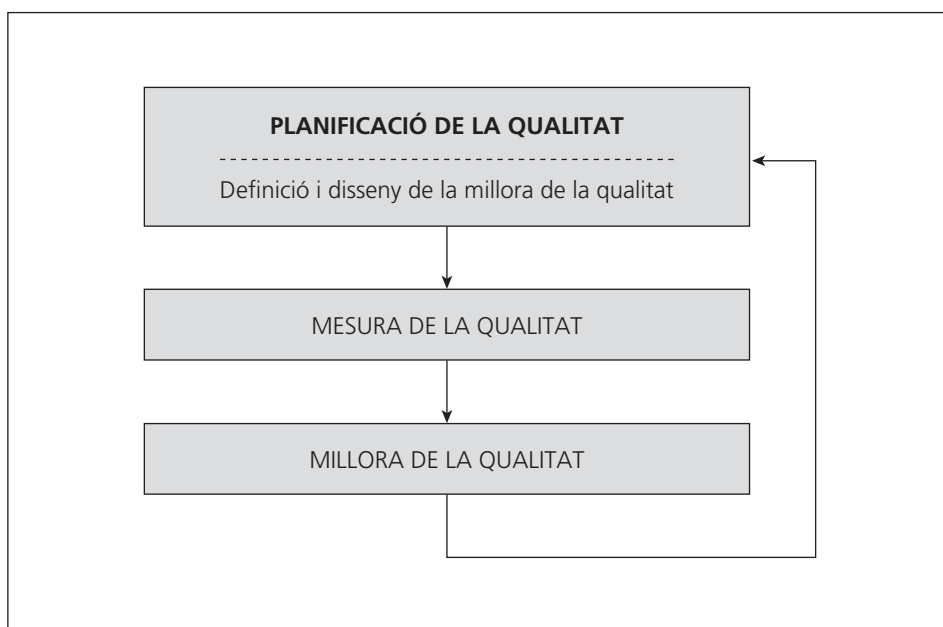 PLANIFICACIÓ DE LA QUALITAT
Definició i disseny de la millora de la qualitat
MESURA DE LA QUALITAT
MILLORA DE LA QUALITAT